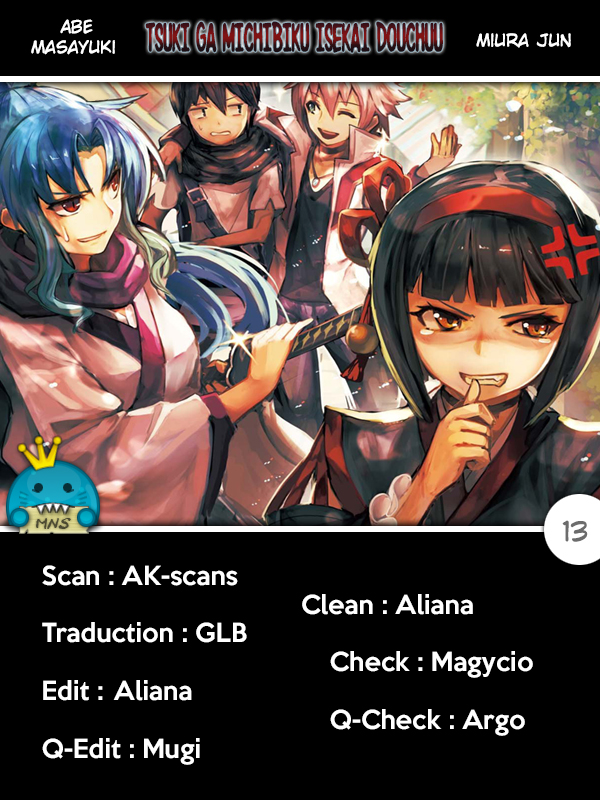 ABE
MASAYUKI
TSUKI GA MICHIBIKU ISEKAI DOUCHUU
MIURA JUN
MNS
13
Scan : AK-scans
Clean : Aliana
Traduction : GLB
Check : Magycio
Edit : Aliana
Q-Check : Argo
Q-Edit : Mugi